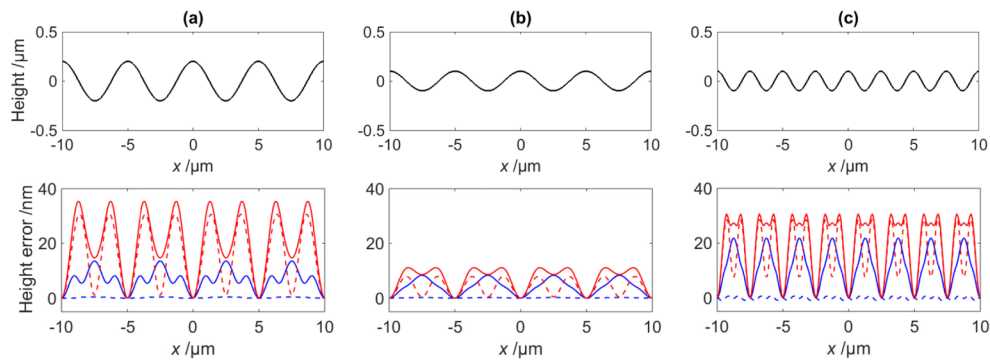 (a) (b) (c)
Height /µm
0.5 0.5 0.5
0 0 0
-0.5 -0.5 -0.5
-10 -5 0 5 10 -10 -5 0 5 10 -10 -5 0 5 10
x /µm x /µm x /µm
Height error /nm
40 40 40
20 20 20
0 0 0
-10 -5 0 5 10 -10 -5 0 5 10 -10 -5 0 5 10
x /µm x /µm x /µm